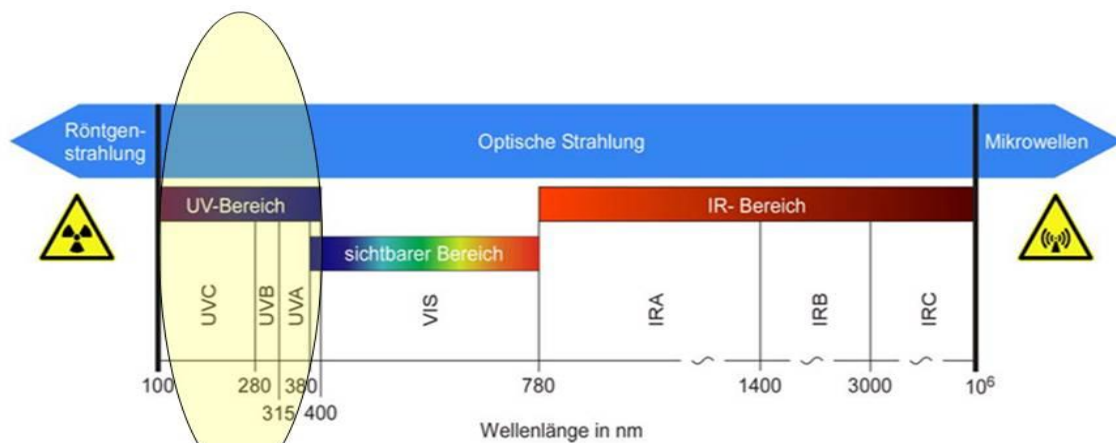 Röntgen-
strahlung
Optische Strahlung
Mikrowellen
UV-Bereich
IR- Bereich
sichtbarer Bereich
UVC
UVB
UVA
VIS
IRA
IRB
IRC
100
280
380
780
1400
3000
10⁶
315
400
Wellenlänge in nm